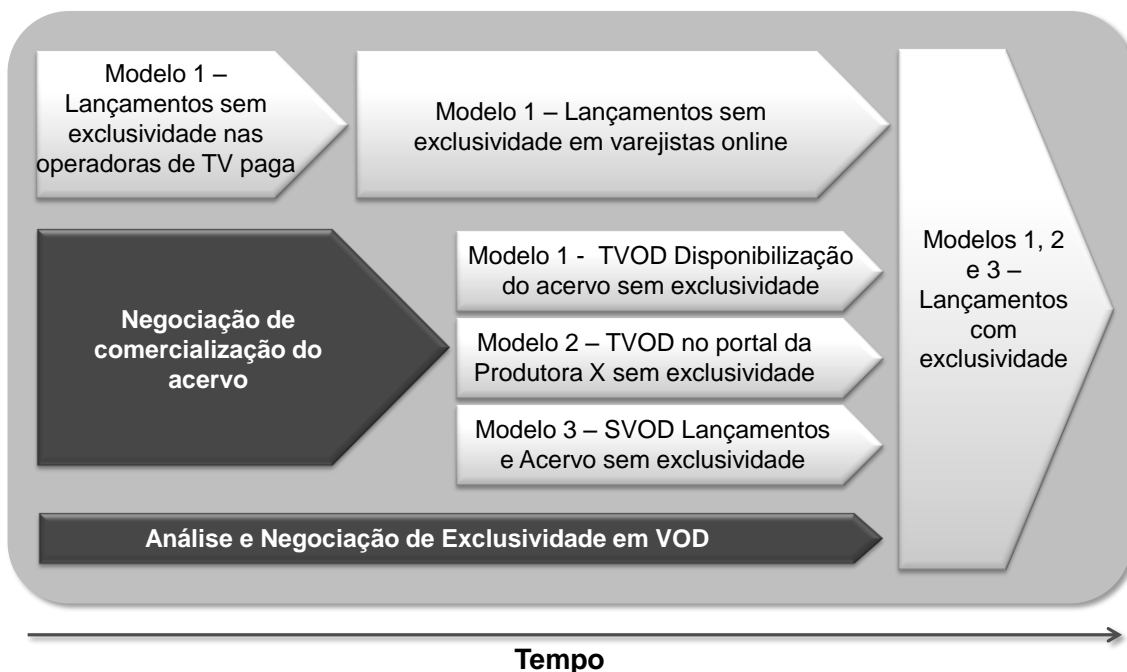 Modelo 1 –
Lançamentos sem
exclusividade nas
operadoras de TV paga
Modelo 1 – Lançamentos sem
exclusividade em varejistas online
Negociação de
comercialização do
acervo
Modelo 1 - TVOD Disponibilização
do acervo sem exclusividade
Modelo 2 – TVOD no portal da
Produtora X sem exclusividade
Modelo 3 – SVOD Lançamentos
e Acervo sem exclusividade
Análise e Negociação de Exclusividade em VOD
Modelos 1, 2
e 3 –
Lançamentos
com
exclusividade
Tempo